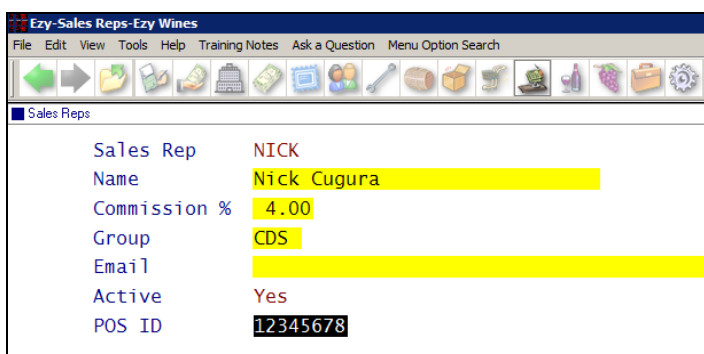 Ezy-Sales Reps-Ezy Wines
File Edit View Tools Help Training Notes Ask a Question Menu Option Search
Sales Reps
Sales Rep NICK
Name Nick Cugura
Commission % 4.00
Group CDS
Email
Active Yes
POS ID 12345678